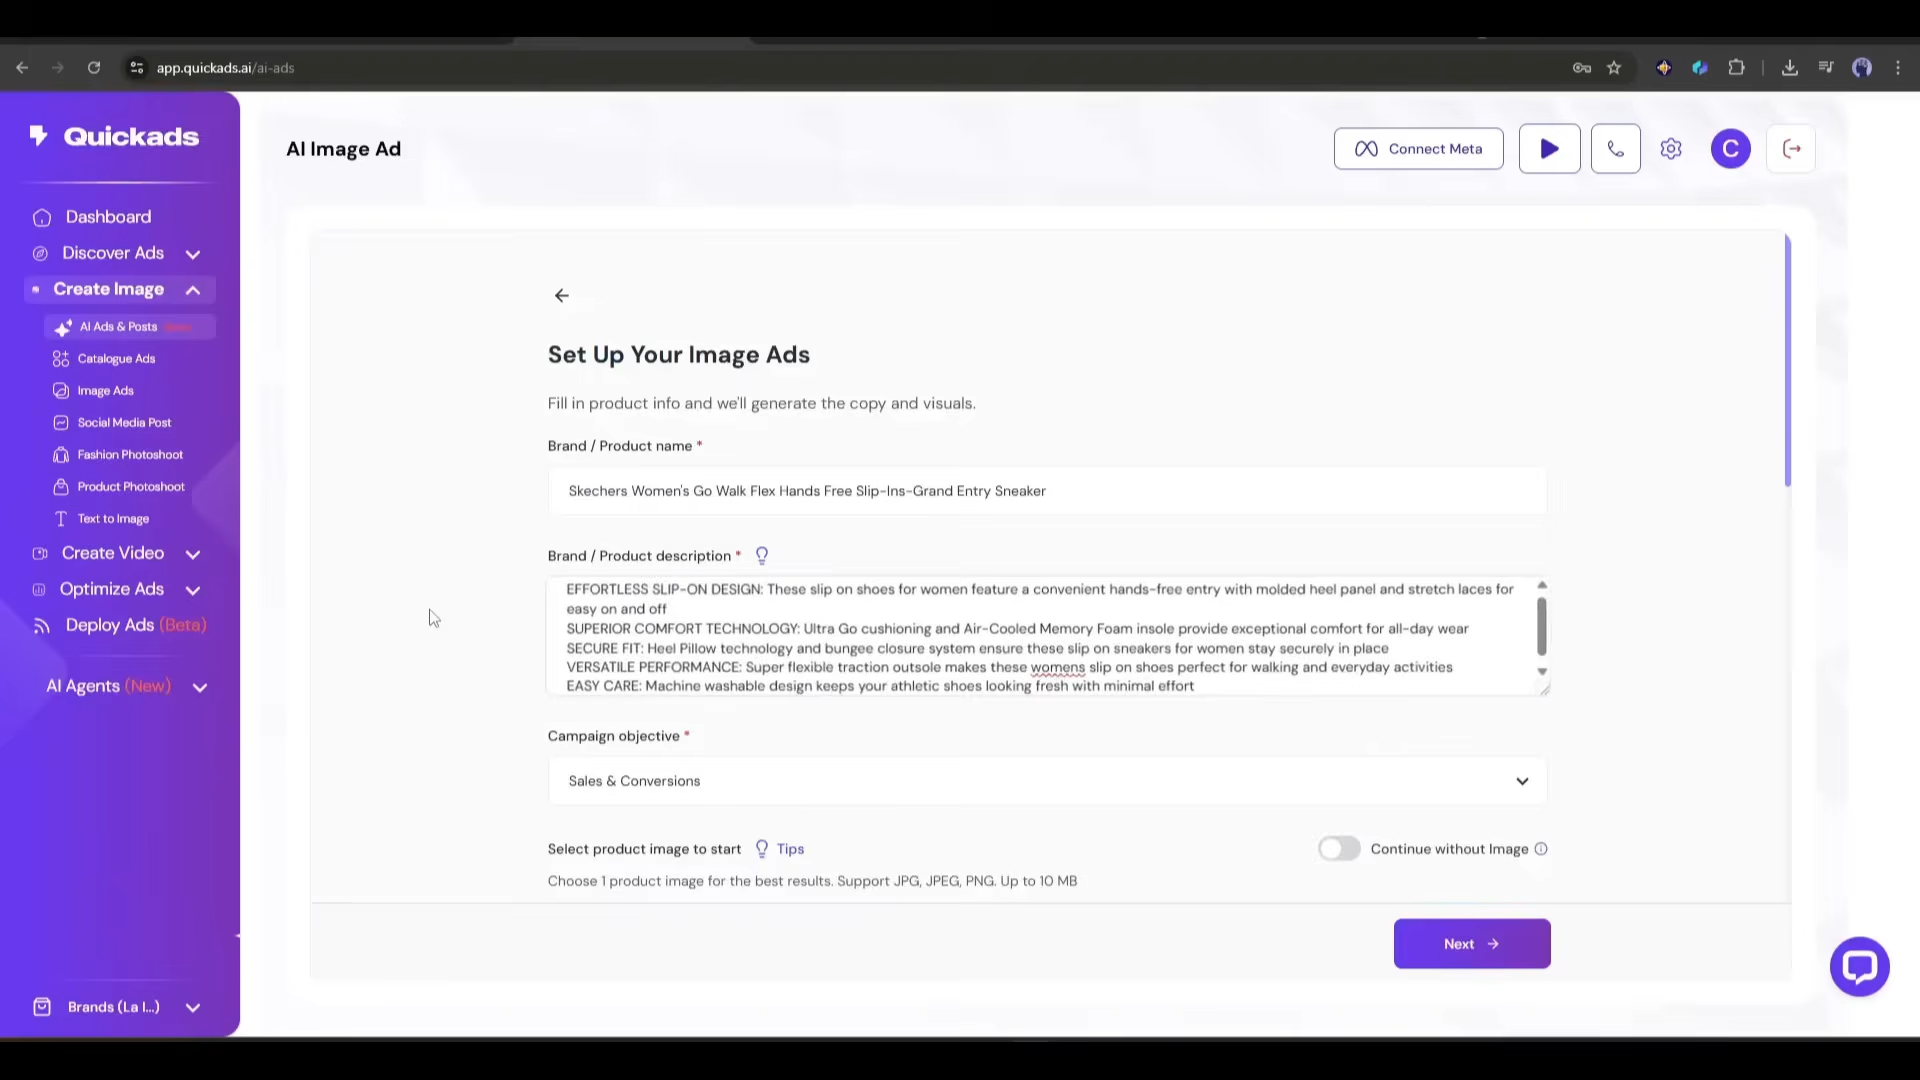 app.quickads.ai/ai-ads
Quickads
AI Image Ad
Connect Meta
C
Dashboard
Discover Ads
Create Image
AI Ads & Posts
Catalogue Ads
Image Ads
Social Media Post
Fashion Photoshoot
Product Photoshoot
Text to Image
Create Video
Optimize Ads
Deploy Ads (Beta)
AI Agents (New)
Brands (La I...)
Set Up Your Image Ads
Fill in product info and we'll generate the copy and visuals.
Brand / Product name *
Skechers Women's Go Walk Flex Hands Free Slip-Ins-Grand Entry Sneaker
Brand / Product description *
EFFORTLESS SLIP-ON DESIGN: These slip on shoes for women feature a convenient hands-free entry with molded heel panel and stretch laces for
easy on and off
SUPERIOR COMFORT TECHNOLOGY: Ultra Go cushioning and Air-Cooled Memory Foam insole provide exceptional comfort for all-day wear
SECURE FIT: Heel Pillow technology and bungee closure system ensure these slip on sneakers for women stay securely in place
VERSATILE PERFORMANCE: Super flexible traction outsole makes these womens slip on shoes perfect for walking and everyday activities
EASY CARE: Machine washable design keeps your athletic shoes looking fresh with minimal effort
Campaign objective *
Sales & Conversions
Select product image to start Tips
Continue without Image
Choose 1 product image for the best results. Support JPG, JPEG, PNG. Up to 10 MB
Next